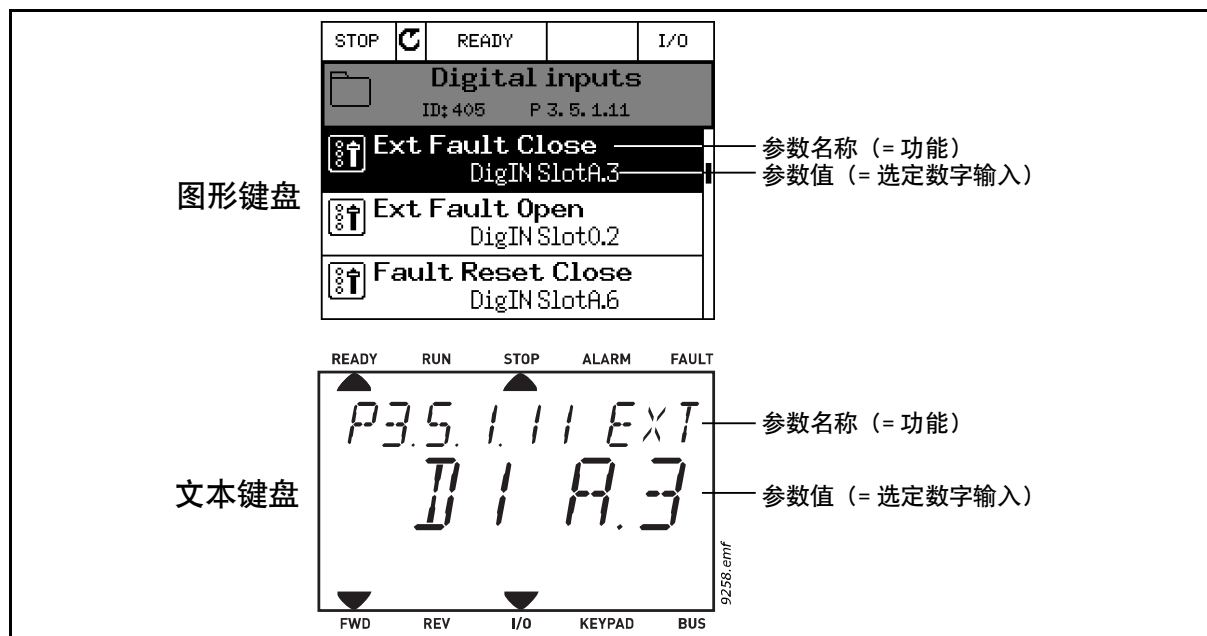 STOP READY I/O
Digital inputs
ID: 405 P 3.5.1.11
Ext Fault Close
DigIN SlotA.3
Ext Fault Open
DigIN Slot0.2
Fault Reset Close
DigIN SlotA.6
图形键盘
参数名称（= 功能）
参数值（= 选定数字输入）
READY RUN STOP ALARM FAULT
P3.5.1.11 EXT
DI A.3
文本键盘
参数名称（= 功能）
参数值（= 选定数字输入）
FWD REV I/O KEYPAD BUS
9258.emf